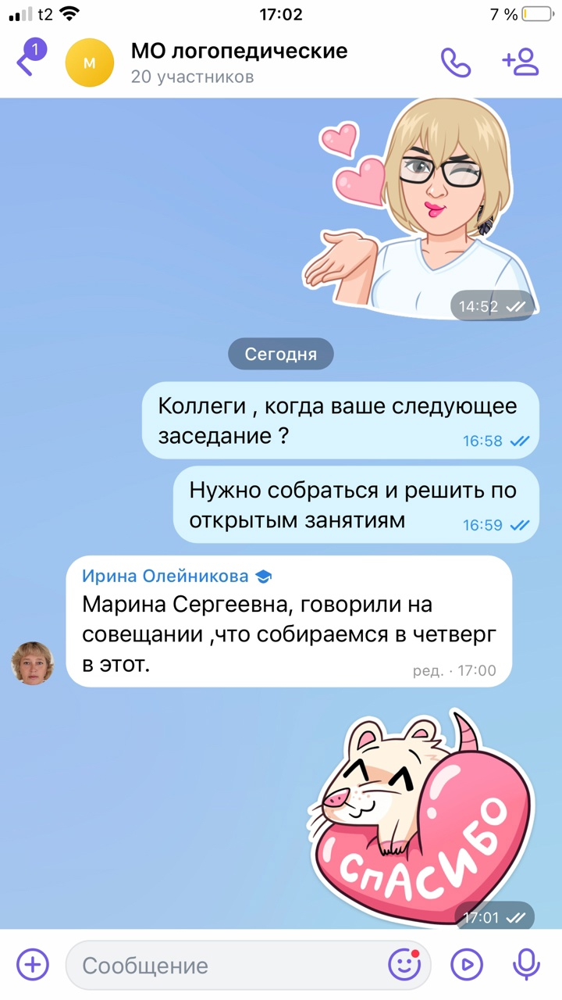 t2 17:02 7 %
1
М
МО логопедические
20 участников
14:52
Сегодня
Коллеги , когда ваше следующее
заседание ?
16:58
Нужно собраться и решить по
открытым занятиям
16:59
Ирина Олейникова
Марина Сергеевна, говорили на
совещании ,что собираемся в четверг
в этот.
ред. · 17:00
СПАСИБО
17:01
Сообщение